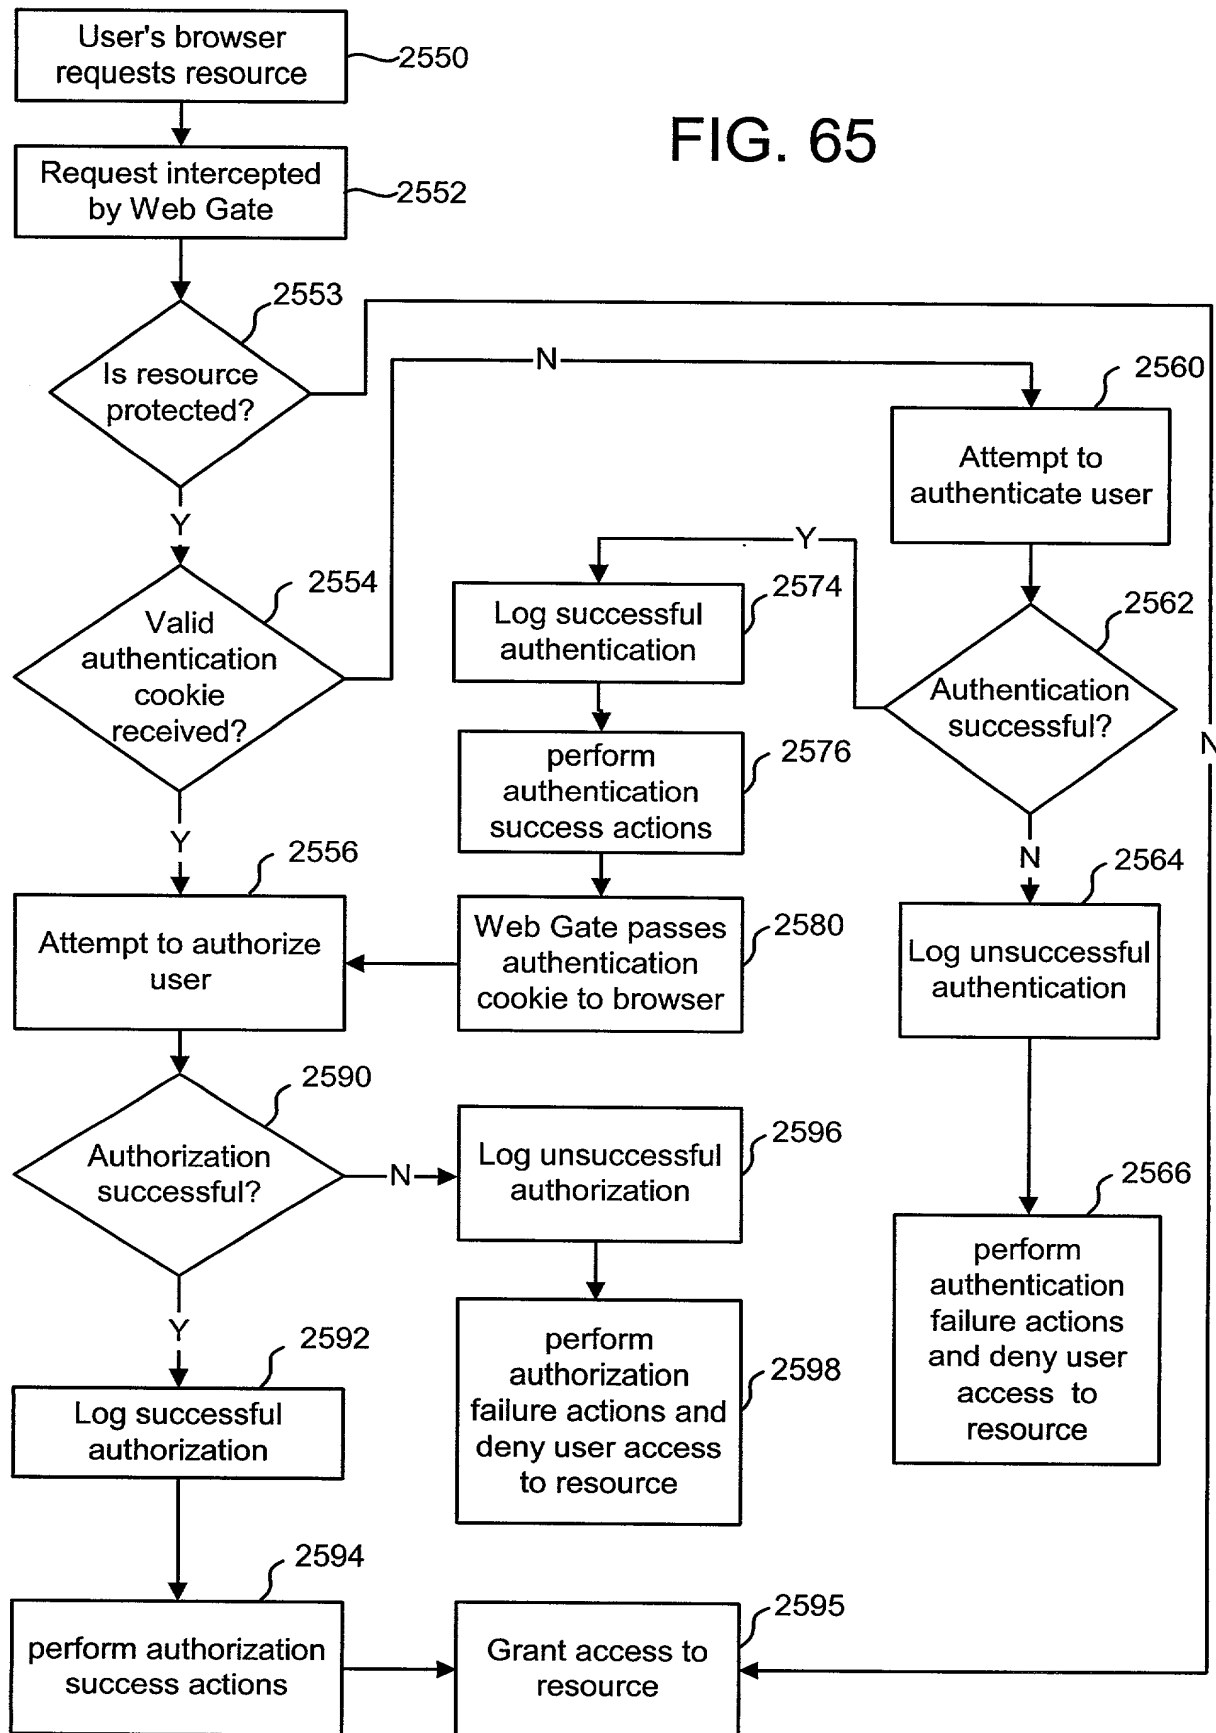 User's browser
requests resource
2550
FIG. 65
Request intercepted
by Web Gate
2552
2553
Is resource
protected?
N
2560
Attempt to
authenticate user
Y
Y
2554
Valid
authentication
cookie
received?
2574
Log successful
authentication
2562
Authentication
successful?
N
2576
perform
authentication
success actions
Y
N
2556
Attempt to authorize
user
2580
Web Gate passes
authentication
cookie to browser
2564
Log unsuccessful
authentication
2590
Authorization
successful?
N
2596
Log unsuccessful
authorization
2566
perform
authentication
failure actions
and deny user
access to
resource
Y
2592
Log successful
authorization
2598
perform
authorization
failure actions and
deny user access
to resource
2594
perform authorization
success actions
2595
Grant access to
resource